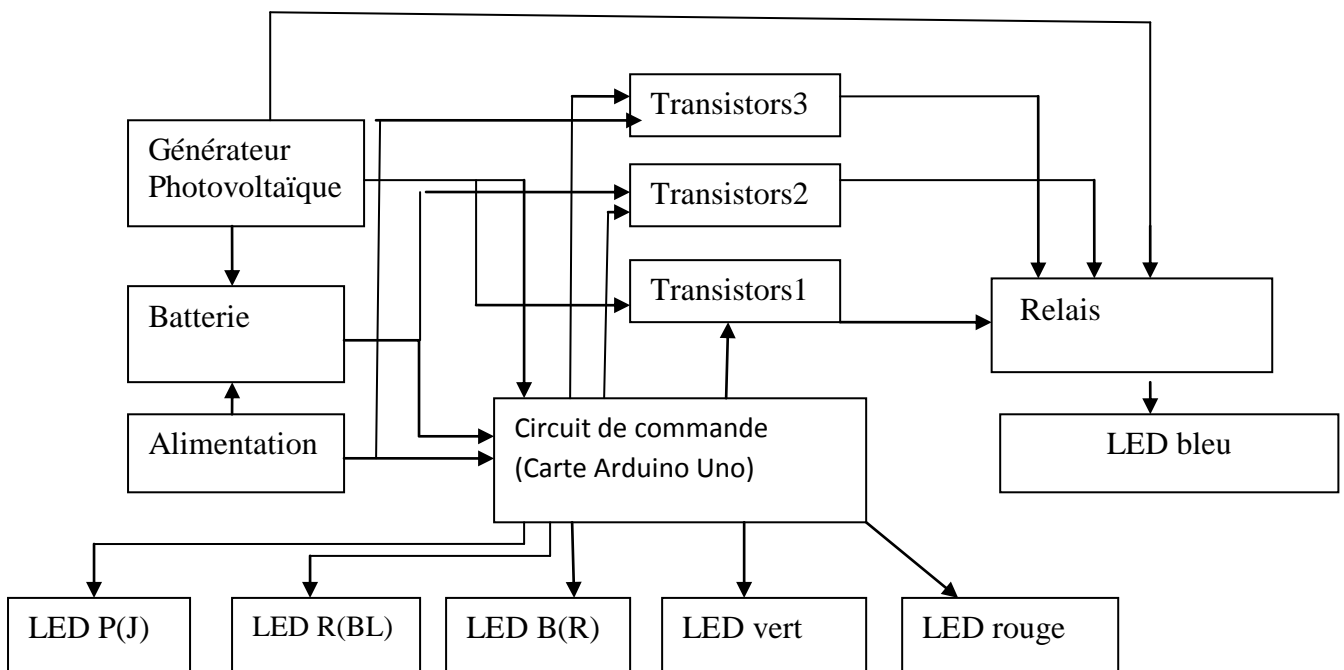 Transistors3
Générateur
Photovoltaïque
Transistors2
Transistors1
Batterie
Relais
Alimentation
Circuit de commande
(Carte Arduino Uno)
LED bleu
LED P(J)
LED R(BL)
LED B(R)
LED vert
LED rouge